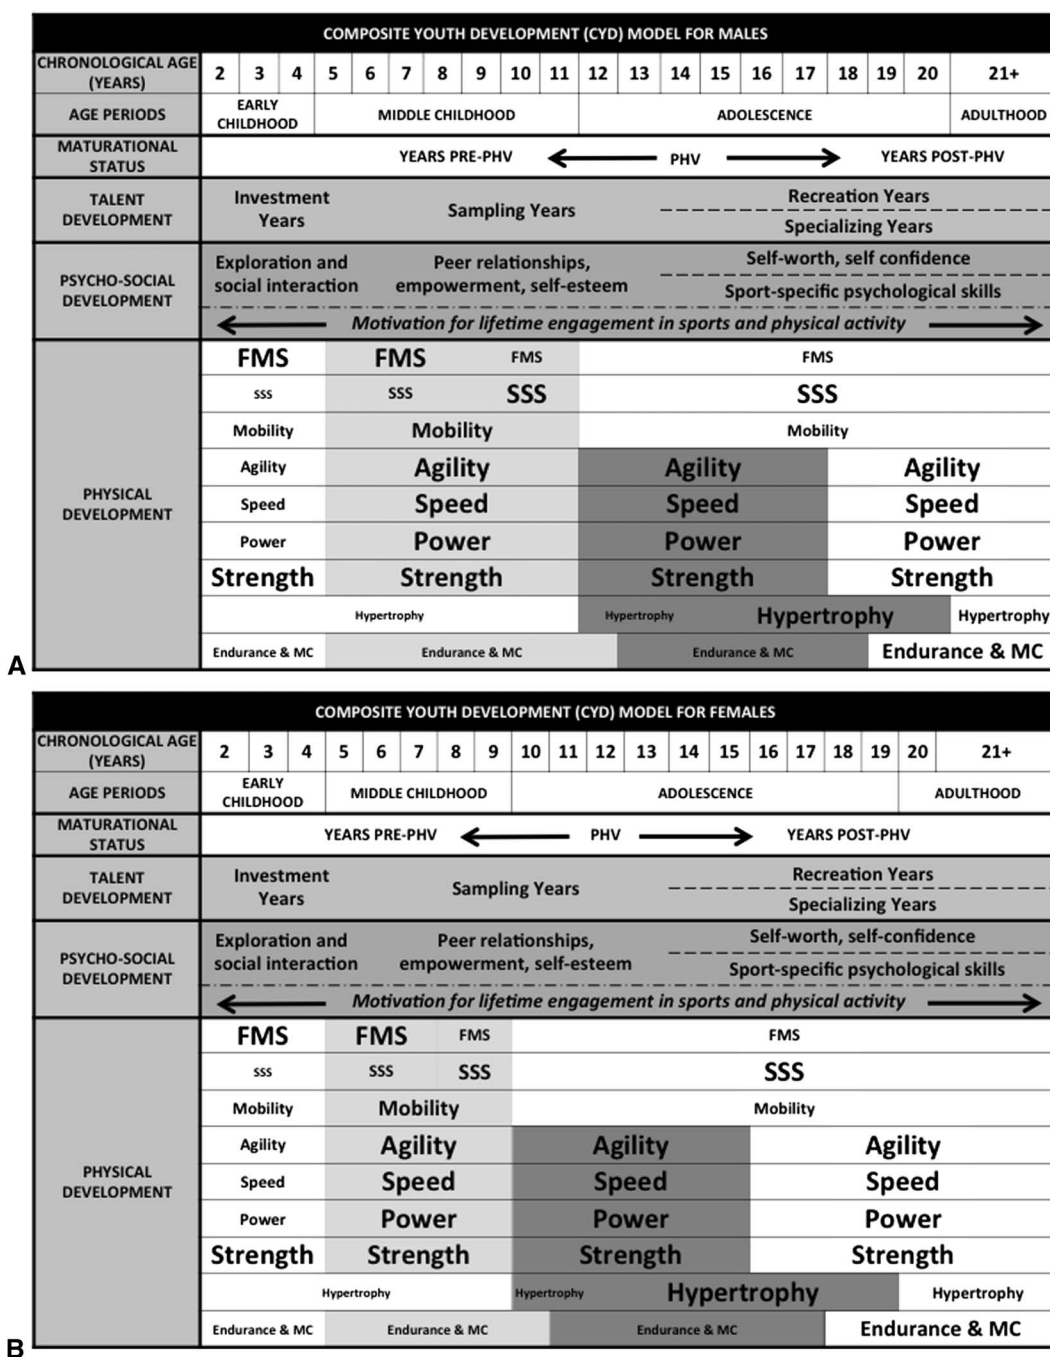 COMPOSITE YOUTH DEVELOPMENT (CYD) MODEL FOR MALES
CHRONOLOGICAL AGE (YEARS) 2 3 4 5 6 7 8 9 10 11 12 13 14 15 16 17 18 19 20 21+
AGE PERIODS EARLY CHILDHOOD MIDDLE CHILDHOOD ADOLESCENCE ADULTHOOD
MATURATIONAL STATUS YEARS PRE-PHV PHV YEARS POST-PHV
TALENT DEVELOPMENT Investment Years Sampling Years Recreation Years
Specializing Years
PSYCHO-SOCIAL DEVELOPMENT Exploration and social interaction Peer relationships, empowerment, self-esteem Self-worth, self confidence
Sport-specific psychological skills
Motivation for lifetime engagement in sports and physical activity
PHYSICAL DEVELOPMENT
FMS FMS FMS FMS
SSS SSS SSS SSS
Mobility Mobility Mobility
Agility Agility Agility Agility
Speed Speed Speed Speed
Power Power Power Power
Strength Strength Strength Strength
Hypertrophy Hypertrophy Hypertrophy Hypertrophy
Endurance & MC Endurance & MC Endurance & MC Endurance & MC
A
COMPOSITE YOUTH DEVELOPMENT (CYD) MODEL FOR FEMALES
CHRONOLOGICAL AGE (YEARS) 2 3 4 5 6 7 8 9 10 11 12 13 14 15 16 17 18 19 20 21+
AGE PERIODS EARLY CHILDHOOD MIDDLE CHILDHOOD ADOLESCENCE ADULTHOOD
MATURATIONAL STATUS YEARS PRE-PHV PHV YEARS POST-PHV
TALENT DEVELOPMENT Investment Years Sampling Years Recreation Years
Specializing Years
PSYCHO-SOCIAL DEVELOPMENT Exploration and social interaction Peer relationships, empowerment, self-esteem Self-worth, self-confidence
Sport-specific psychological skills
Motivation for lifetime engagement in sports and physical activity
PHYSICAL DEVELOPMENT
FMS FMS FMS FMS
SSS SSS SSS SSS
Mobility Mobility Mobility
Agility Agility Agility Agility
Speed Speed Speed Speed
Power Power Power Power
Strength Strength Strength Strength
Hypertrophy Hypertrophy Hypertrophy Hypertrophy
Endurance & MC Endurance & MC Endurance & MC Endurance & MC
B